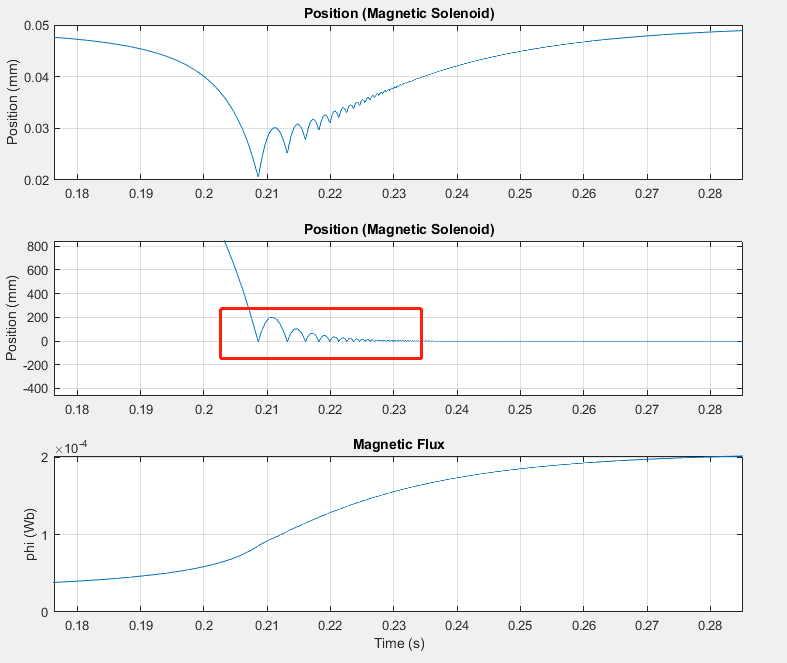 Position (Magnetic Solenoid)
0.05
0.04
0.03
0.02
Position (mm)
0.18 0.19 0.2 0.21 0.22 0.23 0.24 0.25 0.26 0.27 0.28
Position (Magnetic Solenoid)
800
600
400
200
0
-200
-400
Position (mm)
0.18 0.19 0.2 0.21 0.22 0.23 0.24 0.25 0.26 0.27 0.28
Magnetic Flux
×10⁻⁴
2
1
0
phi (Wb)
0.18 0.19 0.2 0.21 0.22 0.23 0.24 0.25 0.26 0.27 0.28
Time (s)